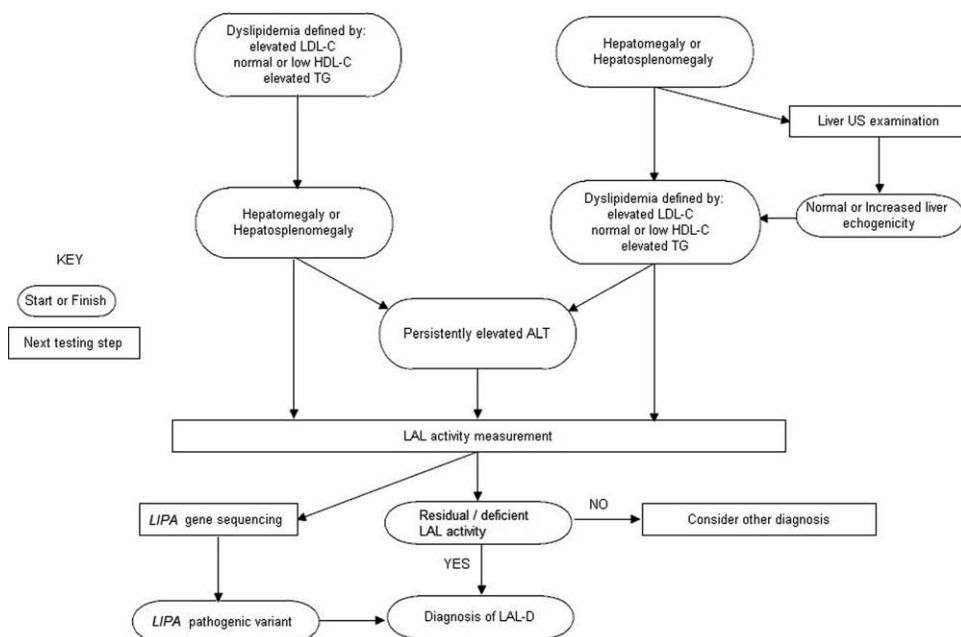 Dyslipidemia defined by:
elevated LDL-C
normal or low HDL-C
elevated TG
Hepatomegaly or
Hepatosplenomegaly
Liver US examination
Hepatomegaly or
Hepatosplenomegaly
Dyslipidemia defined by:
elevated LDL-C
normal or low HDL-C
elevated TG
Normal or Increased liver
echogenicity
KEY
Start or Finish
Next testing step
Persistently elevated ALT
LAL activity measurement
LIPA gene sequencing
Residual / deficient
LAL activity
NO
Consider other diagnosis
YES
LIPA pathogenic variant
Diagnosis of LAL-D